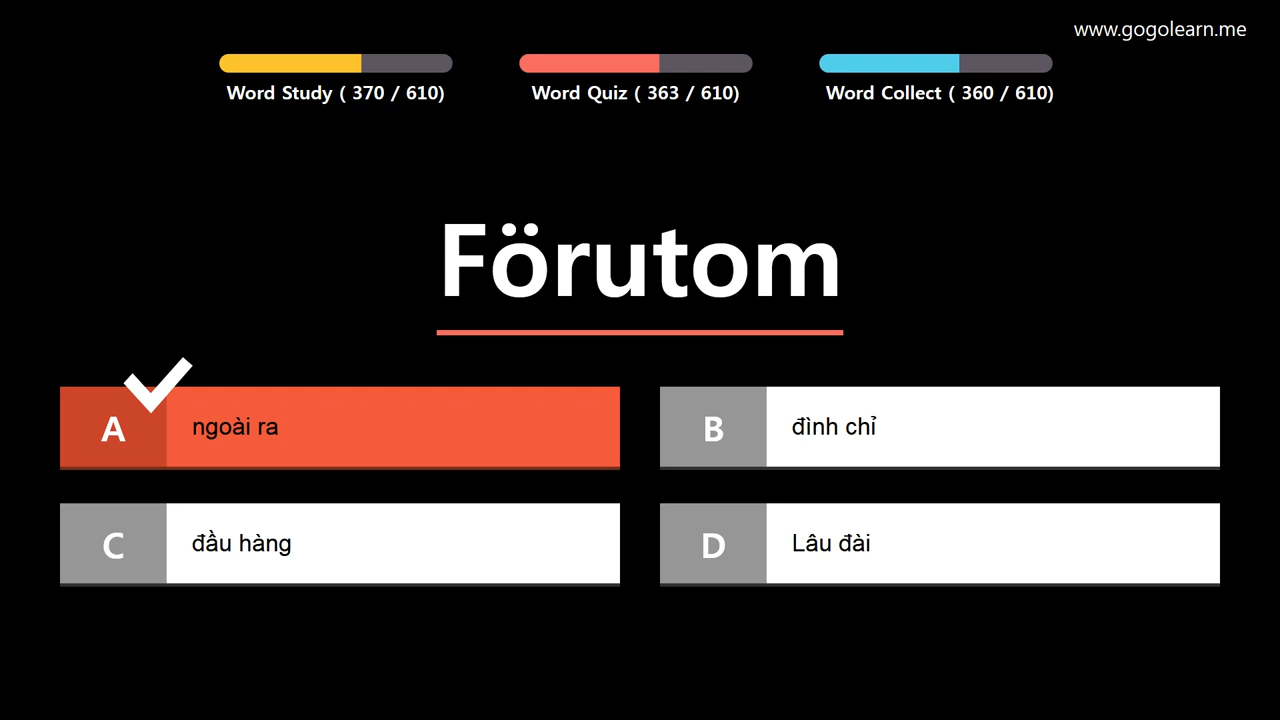 www.gogolearn.me
Word Study ( 370 / 610)
Word Quiz ( 363 / 610)
Word Collect ( 360 / 610)
Förutom
A ngoài ra
B đình chỉ
C đầu hàng
D Lâu đài